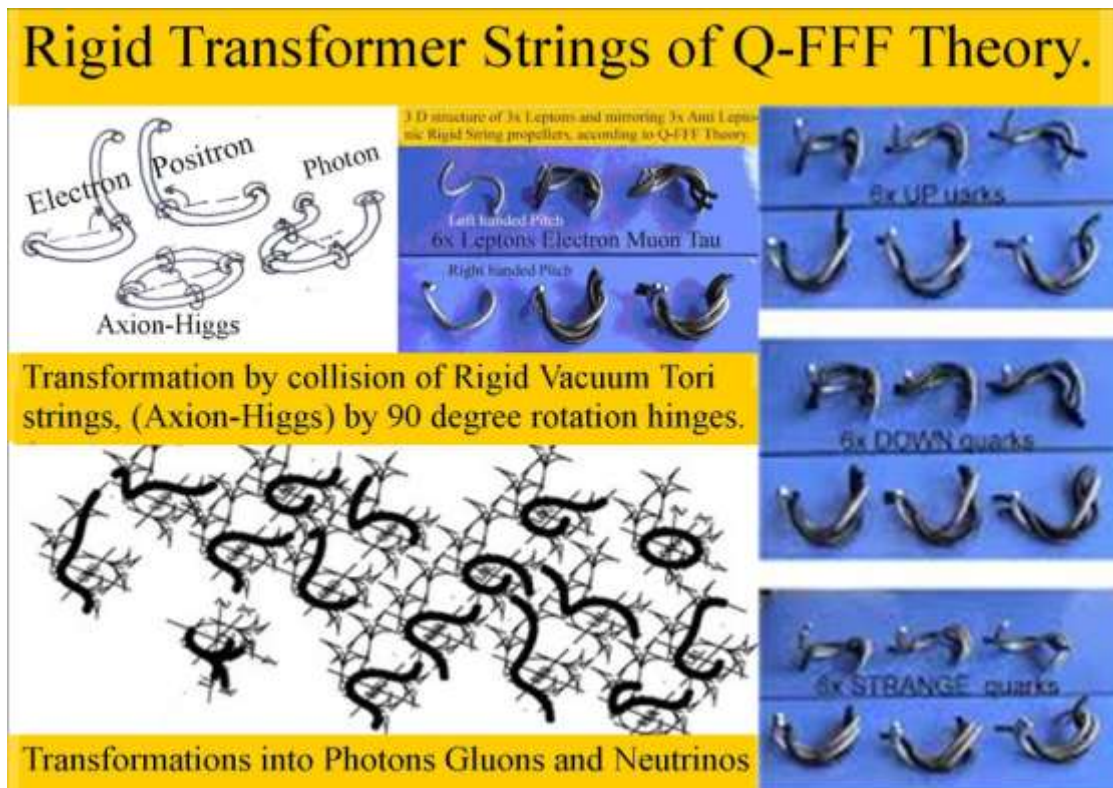 Rigid Transformer Strings of Q-FFF Theory.
Electron
Positron
Photon
Axion-Higgs
3 D structure of 3x Leptons and mirroring 3x Anti Lepto-
nic Rigid String propellers, according to Q-FFF Theory.
Left handed Pitch
6x Leptons Electron Muon Tau
Right handed Pitch
Transformation by collision of Rigid Vacuum Tori
strings, (Axion-Higgs) by 90 degree rotation hinges.
Transformations into Photons Gluons and Neutrinos
6x UP uarks
6x DOWN quarks
6x STRANGE quarks